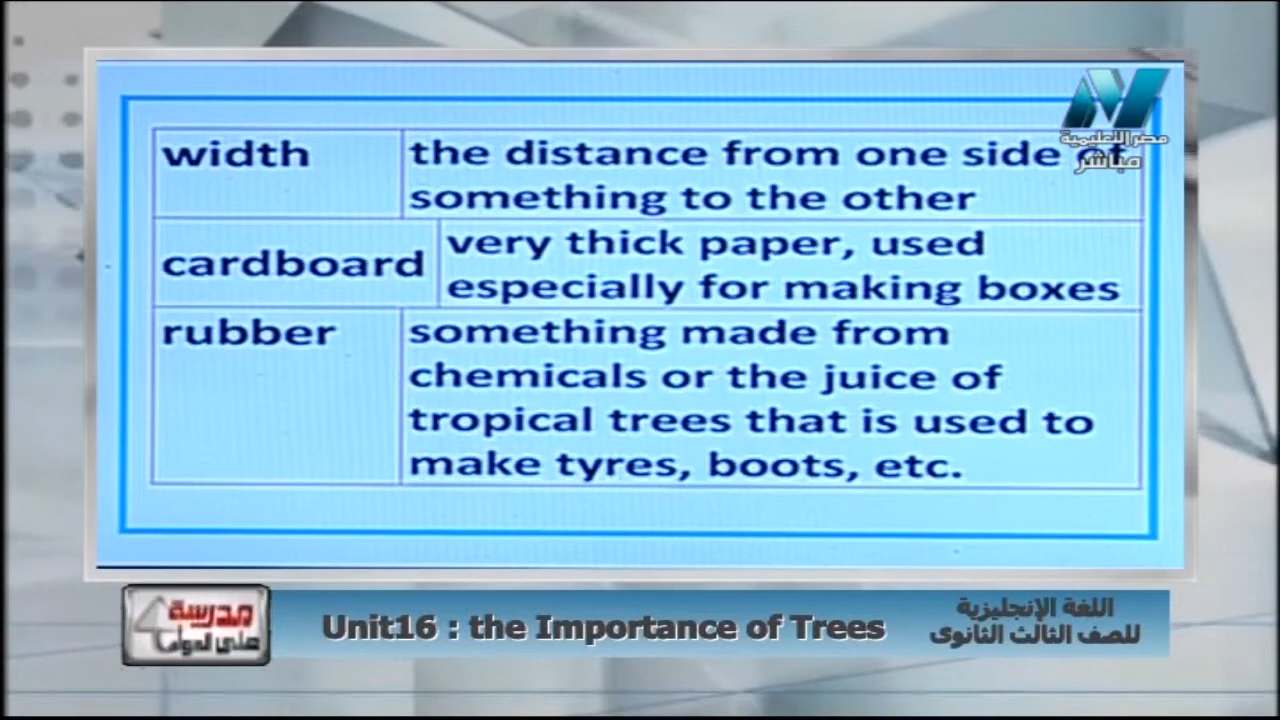 width
the distance from one side of
something to the other
cardboard
very thick paper, used
especially for making boxes
rubber
something made from
chemicals or the juice of
tropical trees that is used to
make tyres, boots, etc.
مصر التعليمية
مباشر
مدرسة
على الهواء
Unit16 : the Importance of Trees
اللغة الإنجليزية
للصف الثالث الثانوى